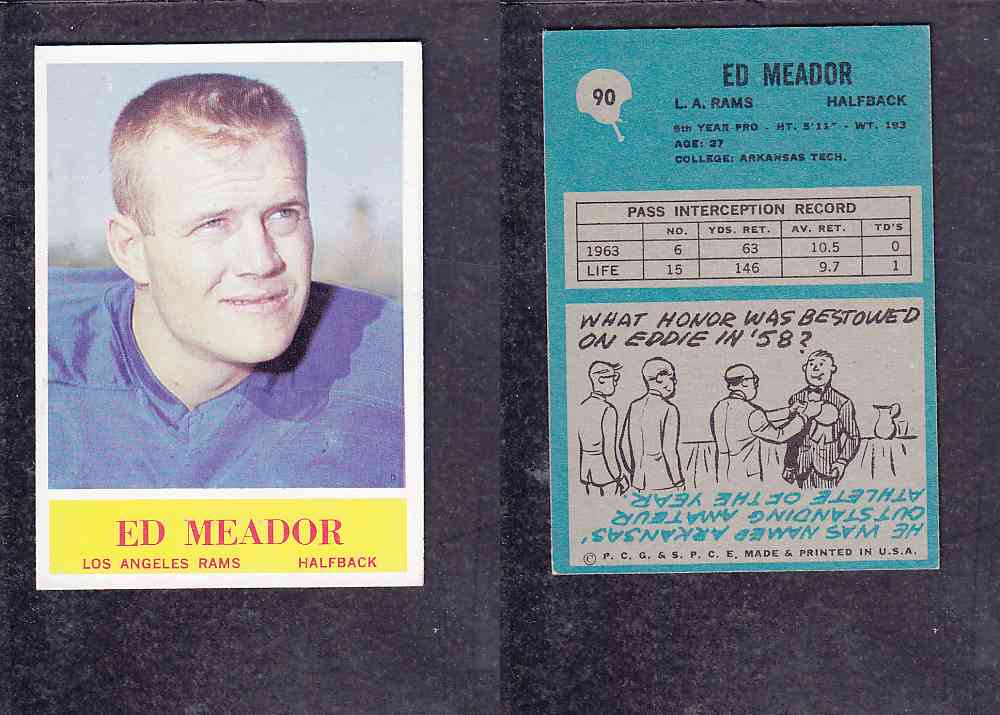 ED MEADOR
LOS ANGELES RAMS HALFBACK
90
ED MEADOR
L. A. RAMS HALFBACK
6th YEAR PRO - HT. 5'11" - WT. 193
AGE: 27
COLLEGE: ARKANSAS TECH.
PASS INTERCEPTION RECORD
NO. YDS. RET. AV. RET. TD'S
1963 6 63 10.5 0
LIFE 15 146 9.7 1
WHAT HONOR WAS BESTOWED
ON EDDIE IN '58?
HE WAS NAMED ARKANSAS'
OUTSTANDING AMATEUR
ATHLETE OF THE YEAR.
© P. C. G. & S. P. C. E. MADE & PRINTED IN U.S.A.